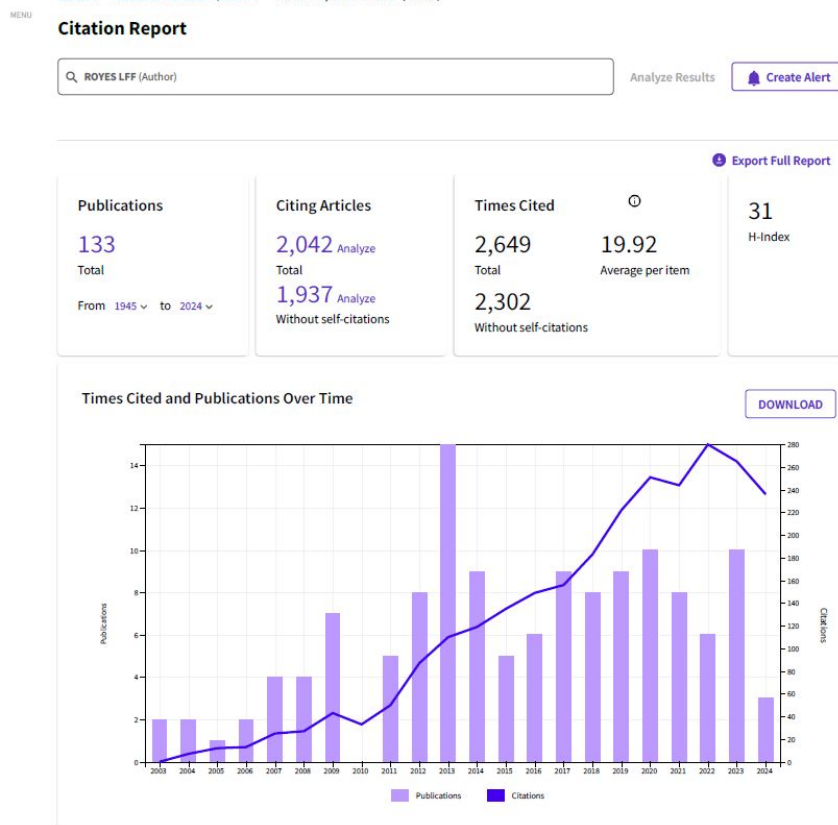 MENU
Citation Report
ROYES LFF (Author)
Analyze Results
Create Alert
Export Full Report
Publications
133
Total
From 1945 to 2024
Citing Articles
2,042 Analyze
Total
1,937 Analyze
Without self-citations
Times Cited
2,649
Total
19.92
Average per item
2,302
Without self-citations
31
H-Index
Times Cited and Publications Over Time
DOWNLOAD
Publications
14
12
10
8
6
4
2
0
280
260
240
220
200
180
160
140
120
100
80
60
40
20
0
Citations
2003 2004 2005 2006 2007 2008 2009 2010 2011 2012 2013 2014 2015 2016 2017 2018 2019 2020 2021 2022 2023 2024
Publications Citations